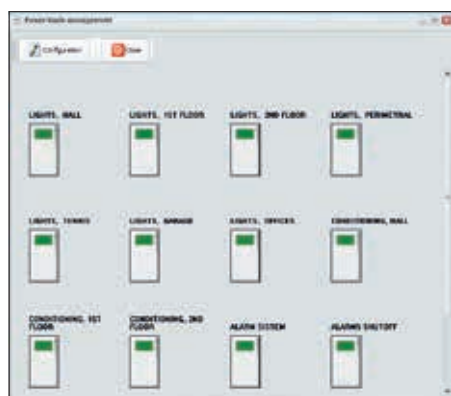 Power loads management
Configuration
Close
LIGHTS, HALL
LIGHTS, 1ST FLOOR
LIGHTS, 2ND FLOOR
LIGHTS, PERIMETRAL
LIGHTS, TENNIS
LIGHTS, GARAGE
LIGHTS, OFFICES
CONDITIONING, HALL
CONDITIONING, 1ST
FLOOR
CONDITIONING, 2ND
FLOOR
ALARM SYSTEM
ALARMS SHUTOFF